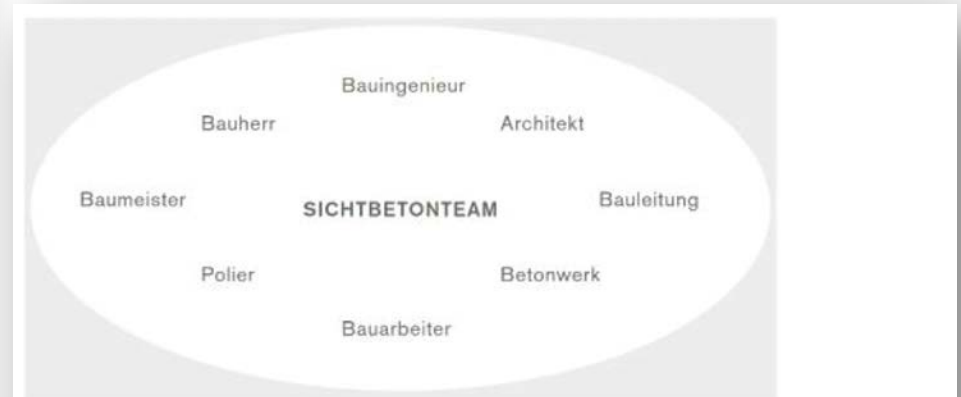 Bauingenieur
Bauherr
Architekt
Baumeister
SICHTBETONTEAM
Bauleitung
Polier
Betonwerk
Bauarbeiter